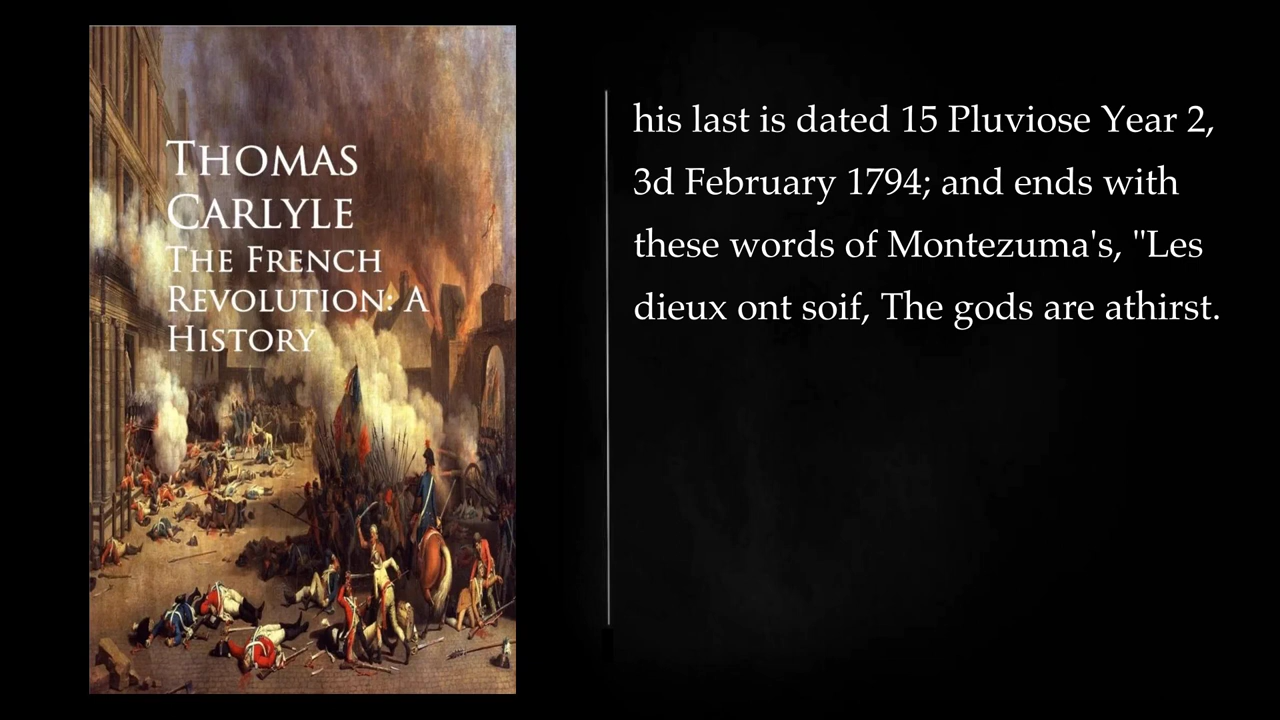 THOMAS
CARLYLE
THE FRENCH
REVOLUTION: A
HISTORY
his last is dated 15 Pluviose Year 2,
3d February 1794; and ends with
these words of Montezuma's, "Les
dieux ont soif, The gods are athirst.